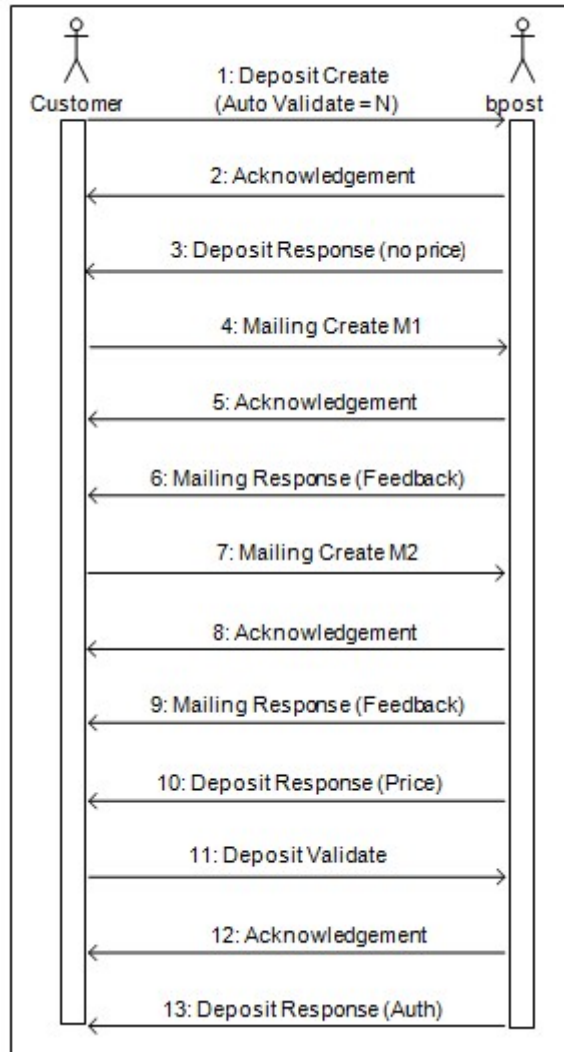 1: Deposit Create
Customer (Auto Validate = N) bpost
2: Acknowledgement
3: Deposit Response (no price)
4: Mailing Create M1
5: Acknowledgement
6: Mailing Response (Feedback)
7: Mailing Create M2
8: Acknowledgement
9: Mailing Response (Feedback)
10: Deposit Response (Price)
11: Deposit Validate
12: Acknowledgement
13: Deposit Response (Auth)